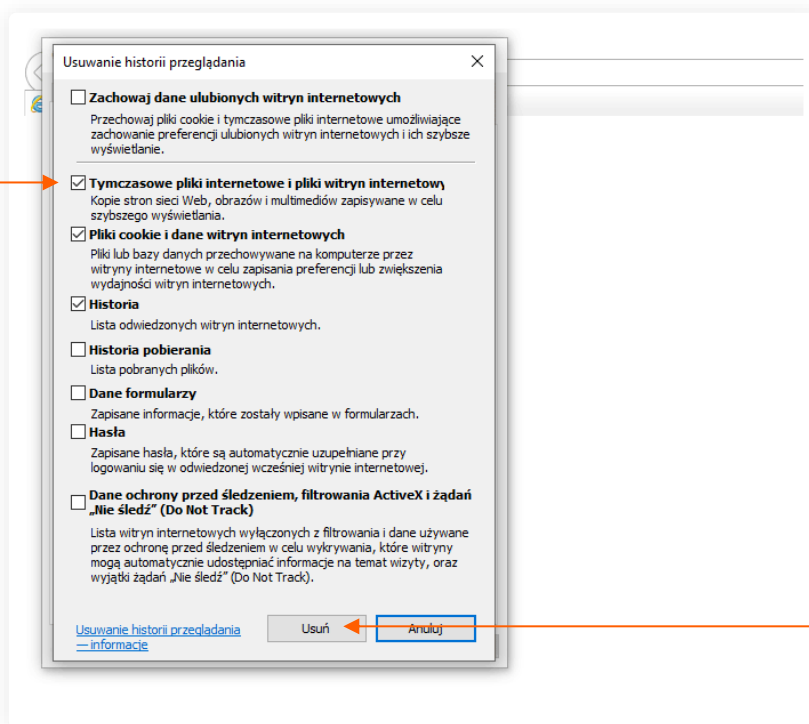 Usuwanie historii przeglądania
Zachowaj dane ulubionych witryn internetowych
Przechowaj pliki cookie i tymczasowe pliki internetowe umożliwiające
zachowanie preferencji ulubionych witryn internetowych i ich szybsze
wyświetlanie.
Tymczasowe pliki internetowe i pliki witryn internetowy
Kopie stron sieci Web, obrazów i multimediów zapisywane w celu
szybszego wyświetlania.
Pliki cookie i dane witryn internetowych
Pliki lub bazy danych przechowywane na komputerze przez
witryny internetowe w celu zapisania preferencji lub zwiększenia
wydajności witryn internetowych.
Historia
Lista odwiedzonych witryn internetowych.
Historia pobierania
Lista pobranych plików.
Dane formularzy
Zapisane informacje, które zostały wpisane w formularzach.
Hasła
Zapisane hasła, które są automatycznie uzupełniane przy
logowaniu się w odwiedzonej wcześniej witrynie internetowej.
Dane ochrony przed śledzeniem, filtrowania ActiveX i żądań
„Nie śledź” (Do Not Track)
Lista witryn internetowych wyłączonych z filtrowania i dane używane
przez ochronę przed śledzeniem w celu wykrywania, które witryny
mogą automatycznie udostępniać informacje na temat wizyty, oraz
wyjątki żądań „Nie śledź” (Do Not Track).
Usuwanie historii przeglądania
— informacje
Usuń
Anuluj